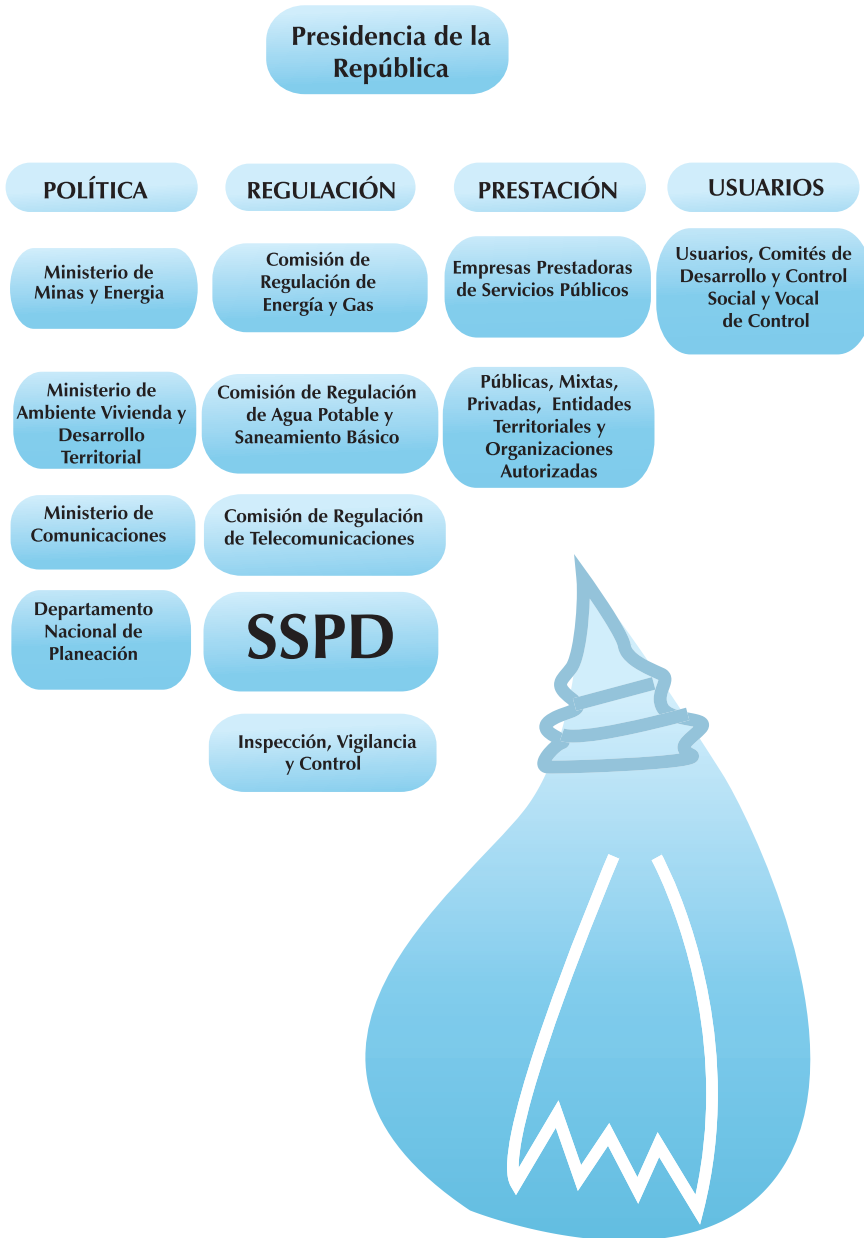 Presidencia de la
República
POLÍTICA
REGULACIÓN
PRESTACIÓN
USUARIOS
Ministerio de
Minas y Energia
Comisión de
Regulación de
Energía y Gas
Empresas Prestadoras
de Servicios Públicos
Usuarios, Comités de
Desarrollo y Control
Social y Vocal
de Control
Ministerio de
Ambiente Vivienda y
Desarrollo
Territorial
Comisión de Regulación
de Agua Potable y
Saneamiento Básico
Públicas, Mixtas,
Privadas, Entidades
Territoriales y
Organizaciones
Autorizadas
Ministerio de
Comunicaciones
Comisión de Regulación
de Telecomunicaciones
Departamento
Nacional de
Planeación
SSPD
Inspección, Vigilancia
y Control